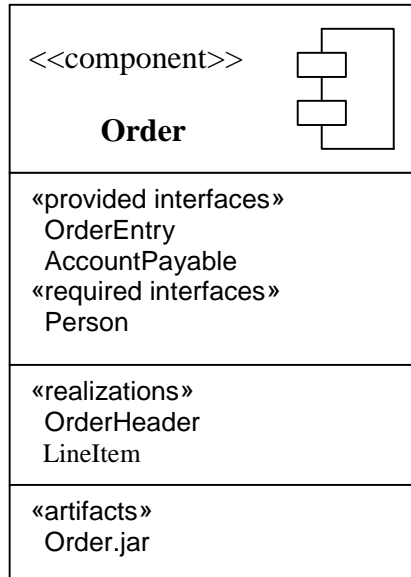 <<component>>
Order
«provided interfaces»
OrderEntry
AccountPayable
«required interfaces»
Person
«realizations»
OrderHeader
LineItem
«artifacts»
Order.jar